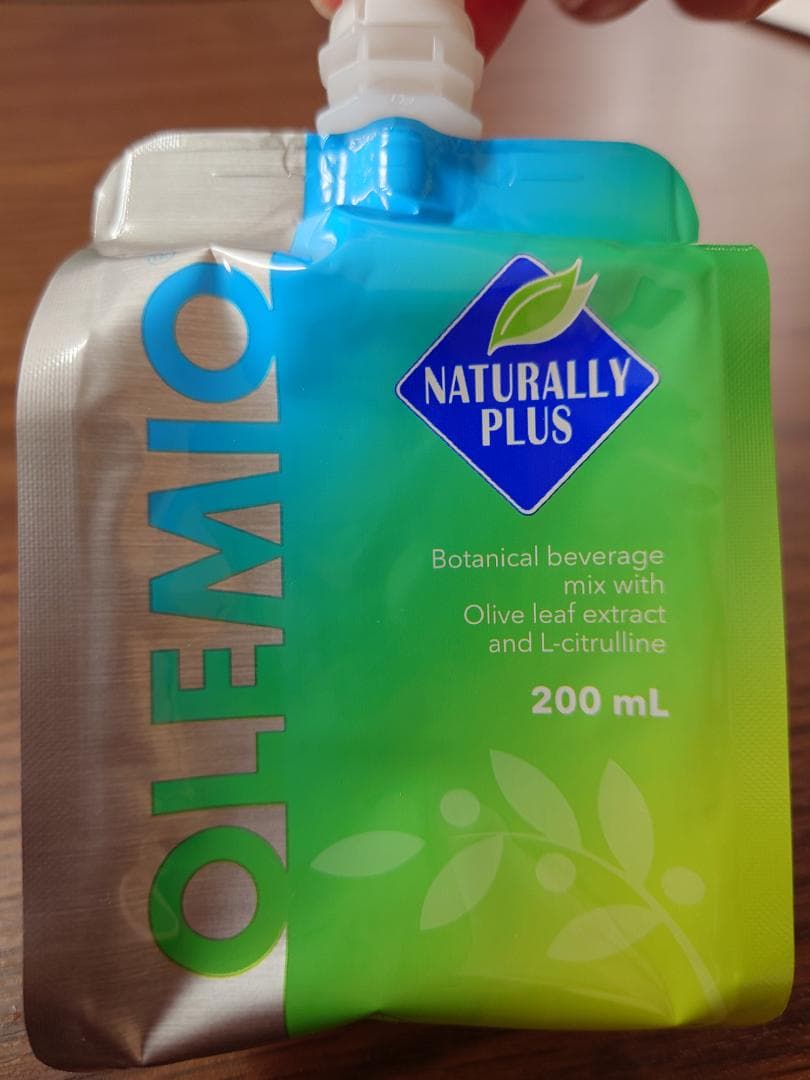 OLEMIO®
NATURALLY
PLUS
Botanical beverage
mix with
Olive leaf extract
and L-citrulline
200 mL